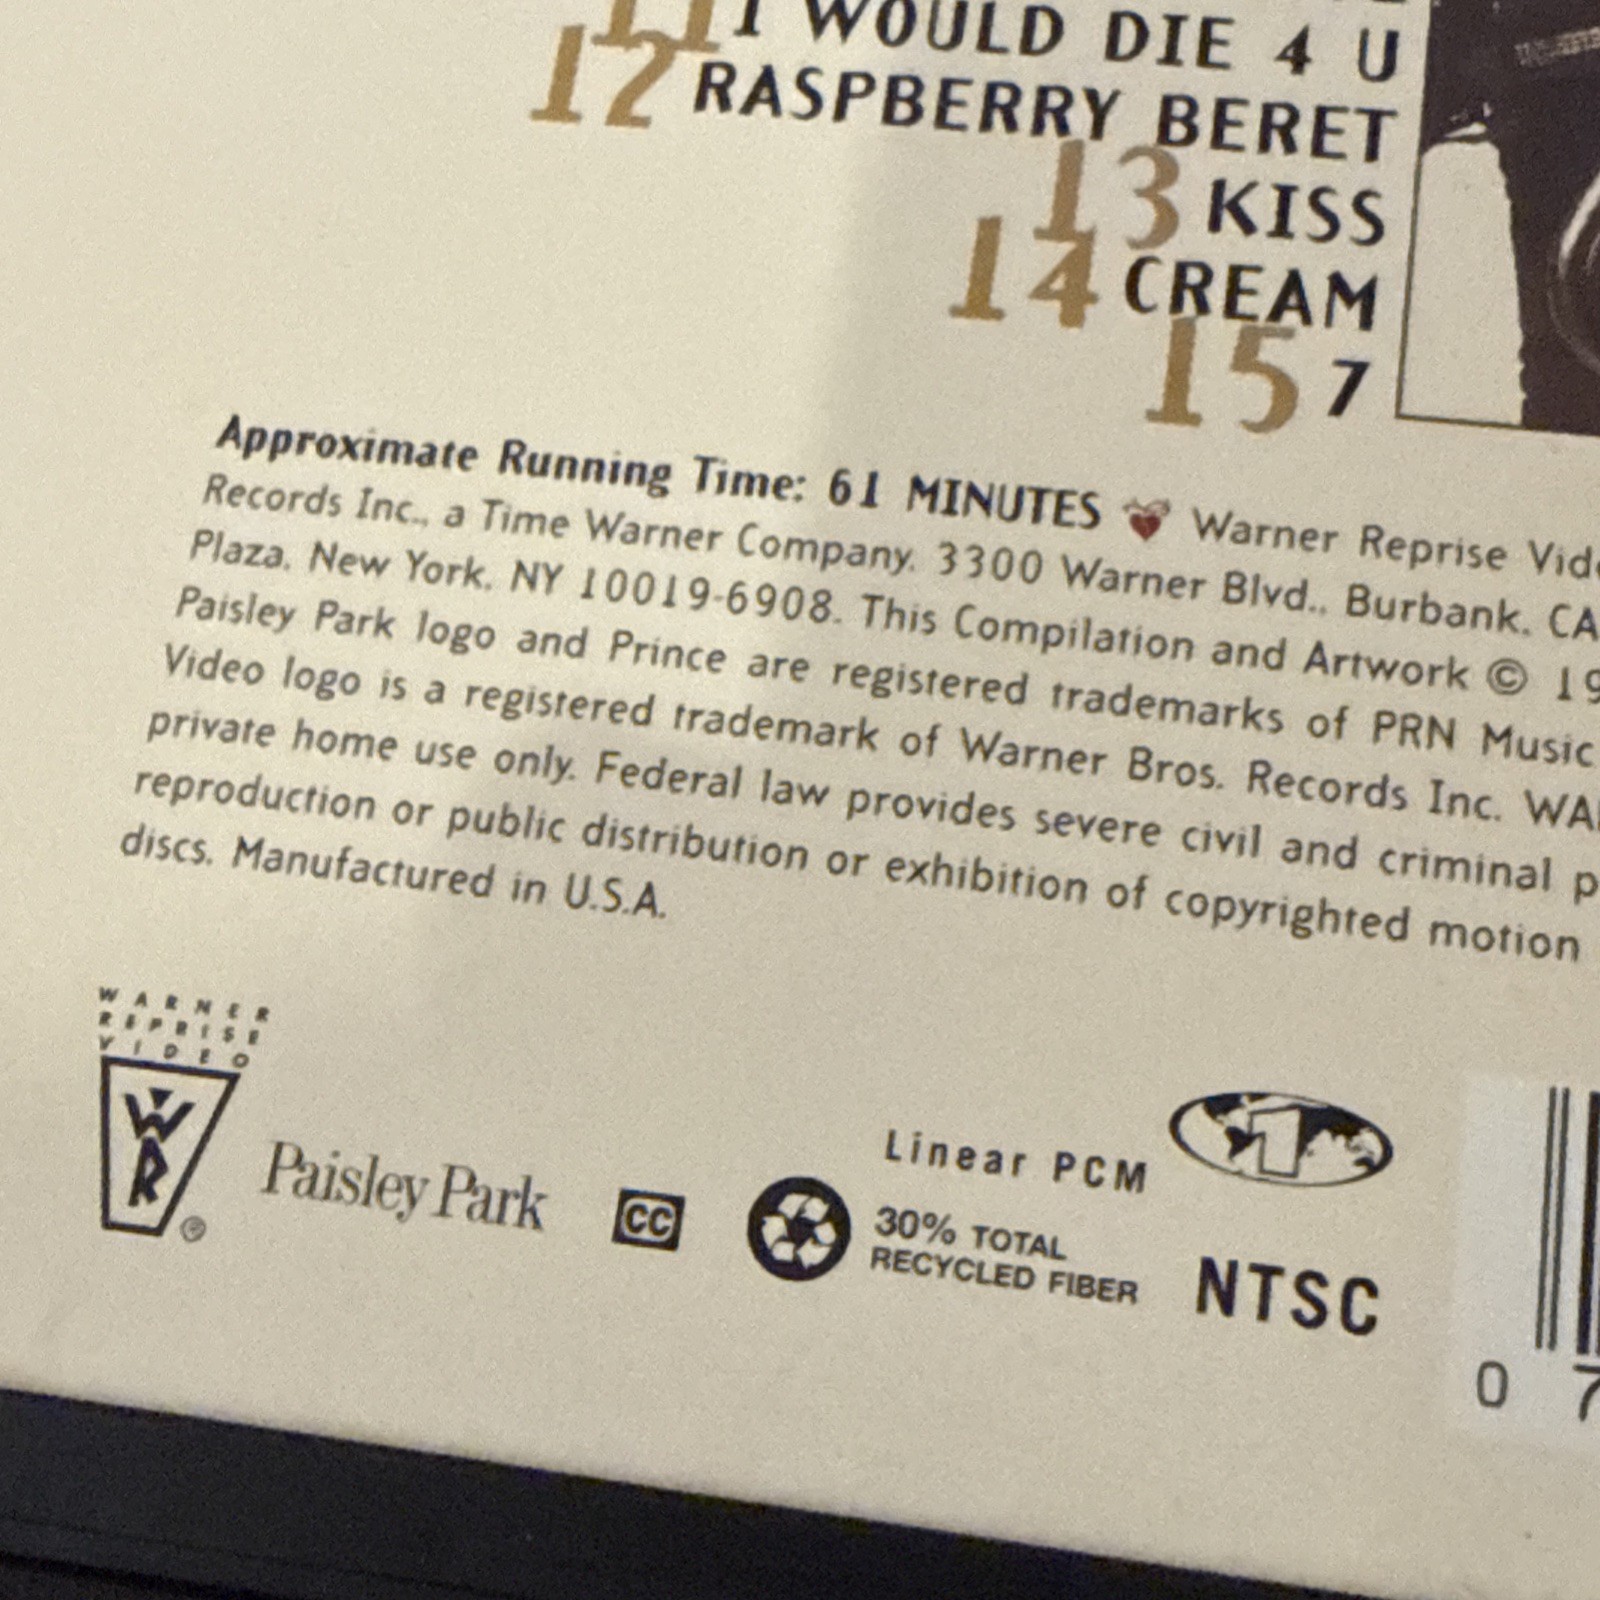 11 I WOULD DIE 4 U
12 RASPBERRY BERET
13 KISS
14 CREAM
15 7
Approximate Running Time: 61 MINUTES Warner Reprise
Records Inc., a Time Warner Company. 3300 Warner Blvd., Burbank, CA
Plaza, New York, NY 10019-6908. This Compilation and Artwork © 19
Paisley Park logo and Prince are registered trademarks of PRN Music
Video logo is a registered trademark of Warner Bros. Records Inc.
private home use only. Federal law provides severe civil and criminal
reproduction or public distribution or exhibition of copyrighted motion
discs. Manufactured in U.S.A.
WARNER
REPRISE
VIDEO
WR
®
Paisley Park
CC
Linear PCM
1
30% TOTAL
RECYCLED FIBER
NTSC
0 7